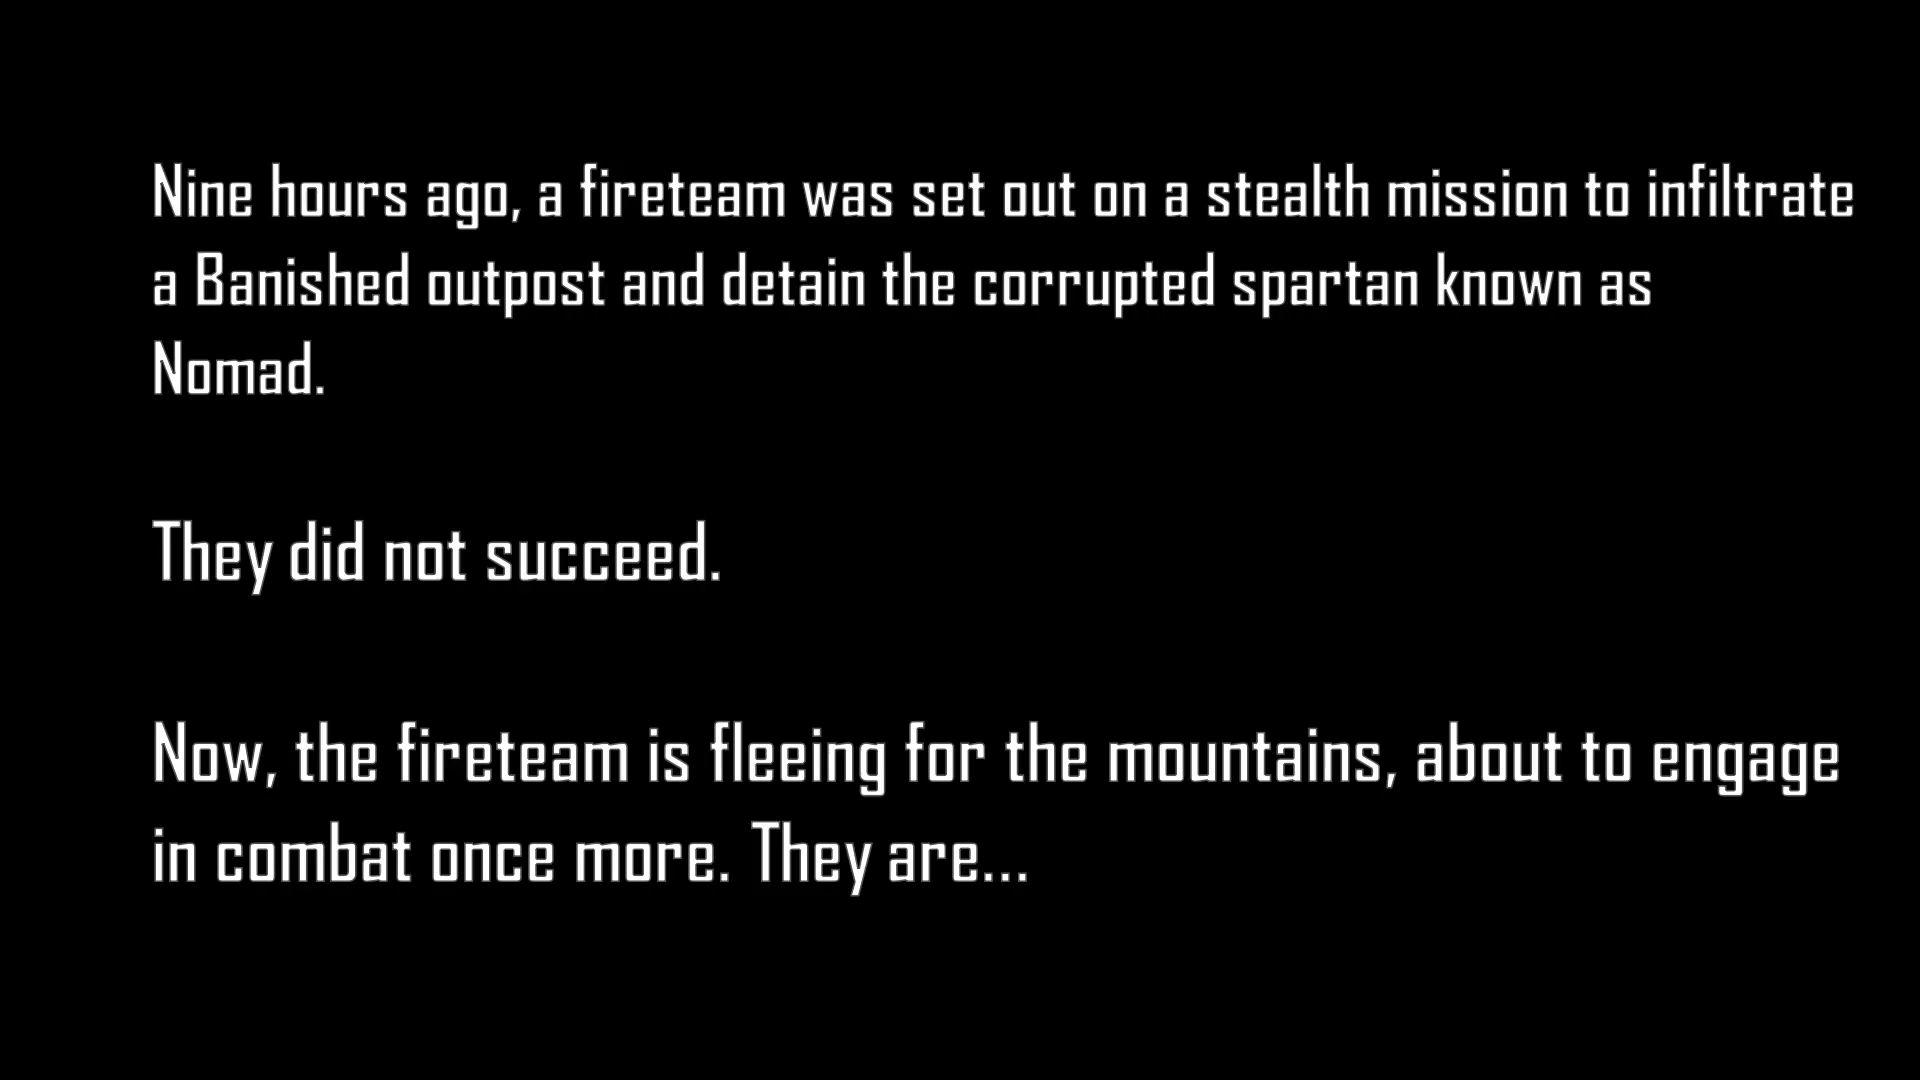 Nine hours ago, a fireteam was set out on a stealth mission to infiltrate
a Banished outpost and detain the corrupted spartan known as
Nomad.
They did not succeed.
Now, the fireteam is fleeing for the mountains, about to engage
in combat once more. They are...